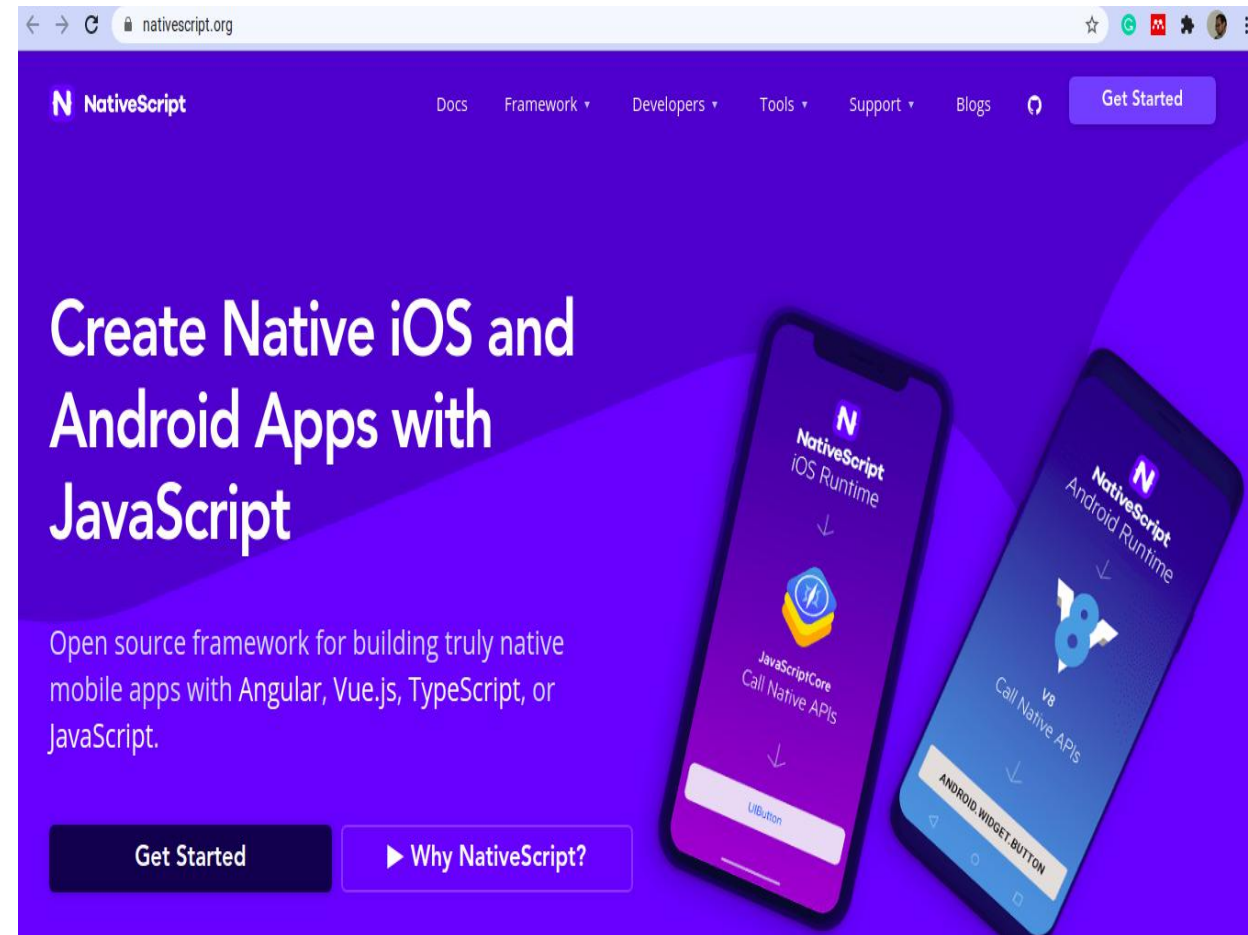 nativescript.org
NativeScript
Docs Framework Developers Tools Support Blogs Get Started
Create Native iOS and
Android Apps with
JavaScript
Open source framework for building truly native
mobile apps with Angular, Vue.js, TypeScript, or
JavaScript.
Get Started
Why NativeScript?
NativeScript
iOS Runtime
JavaScriptCore
Call Native APIs
UIButton
NativeScript
Android Runtime
V8
Call Native APIs
ANDROID.WIDGET.BUTTON